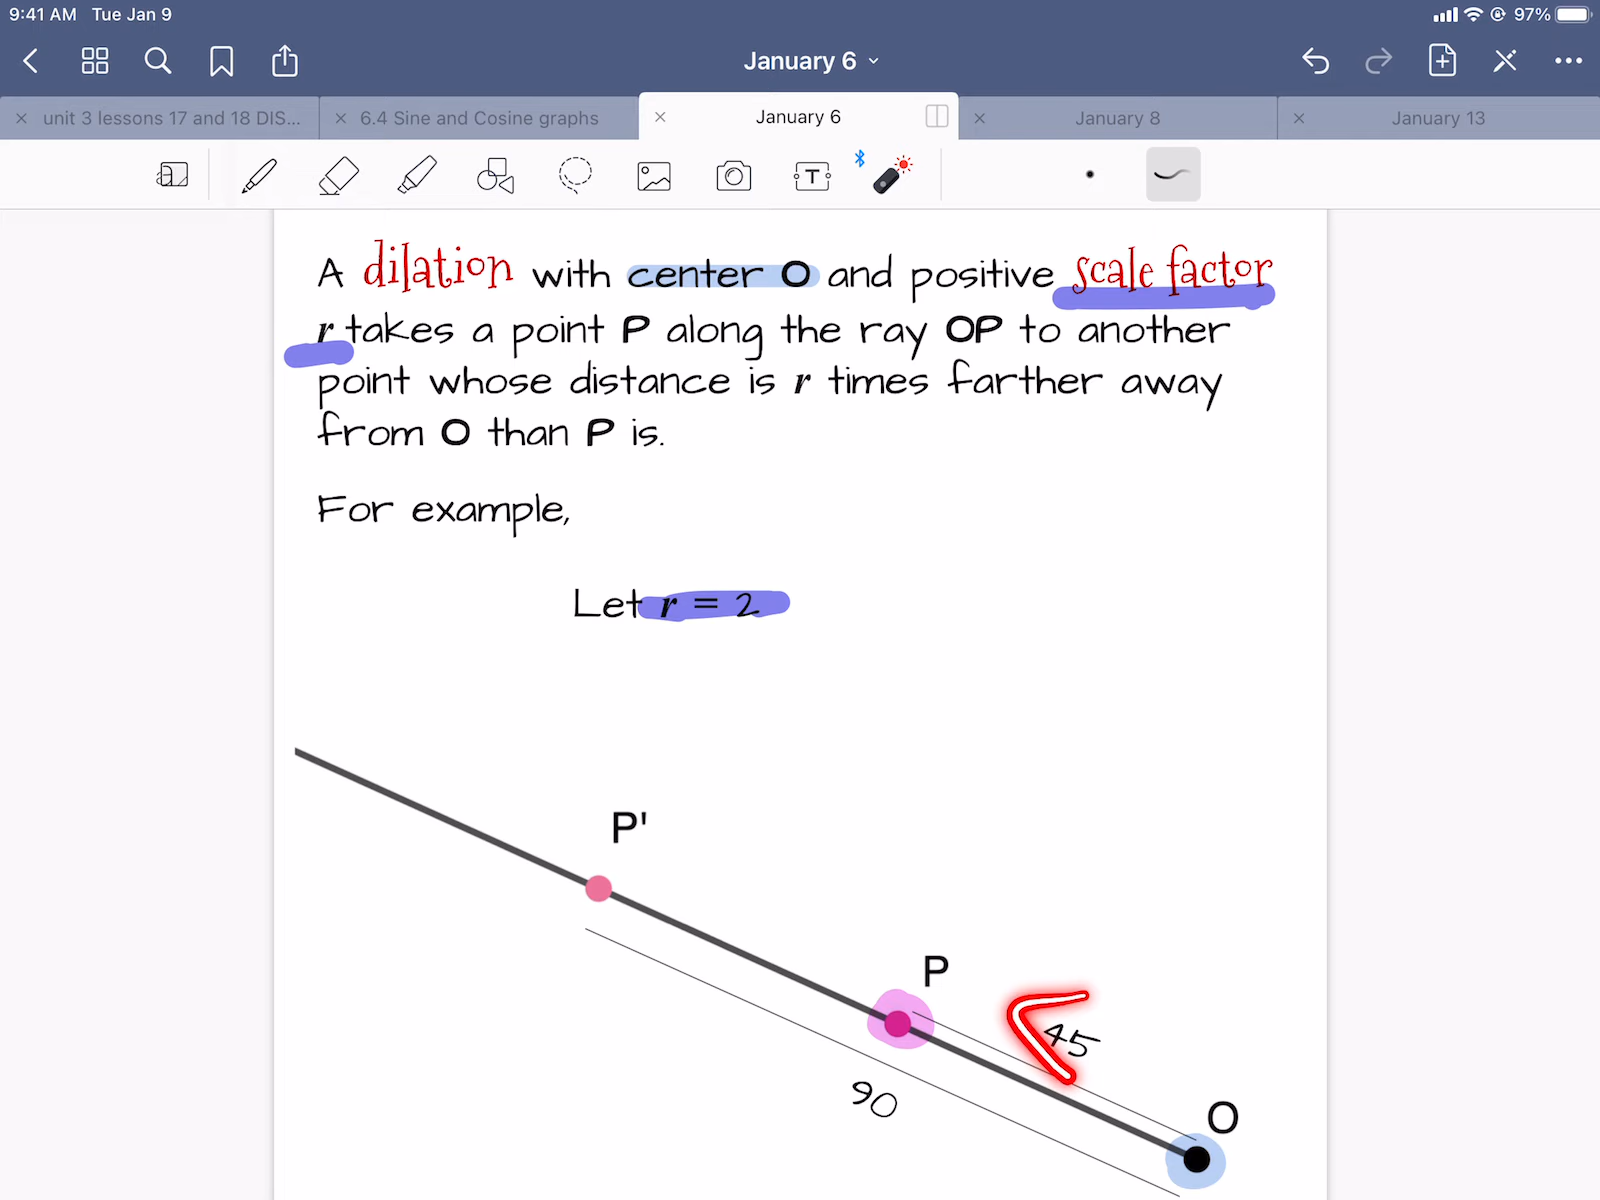 9:41 AM Tue Jan 9
97%
January 6
unit 3 lessons 17 and 18 DIS...
6.4 Sine and Cosine graphs
January 6
January 8
January 13
T
A dilation with center O and positive scale factor
r takes a point P along the ray OP to another
point whose distance is r times farther away
from O than P is.
For example,
Let r = 2
P'
P
45
90
O